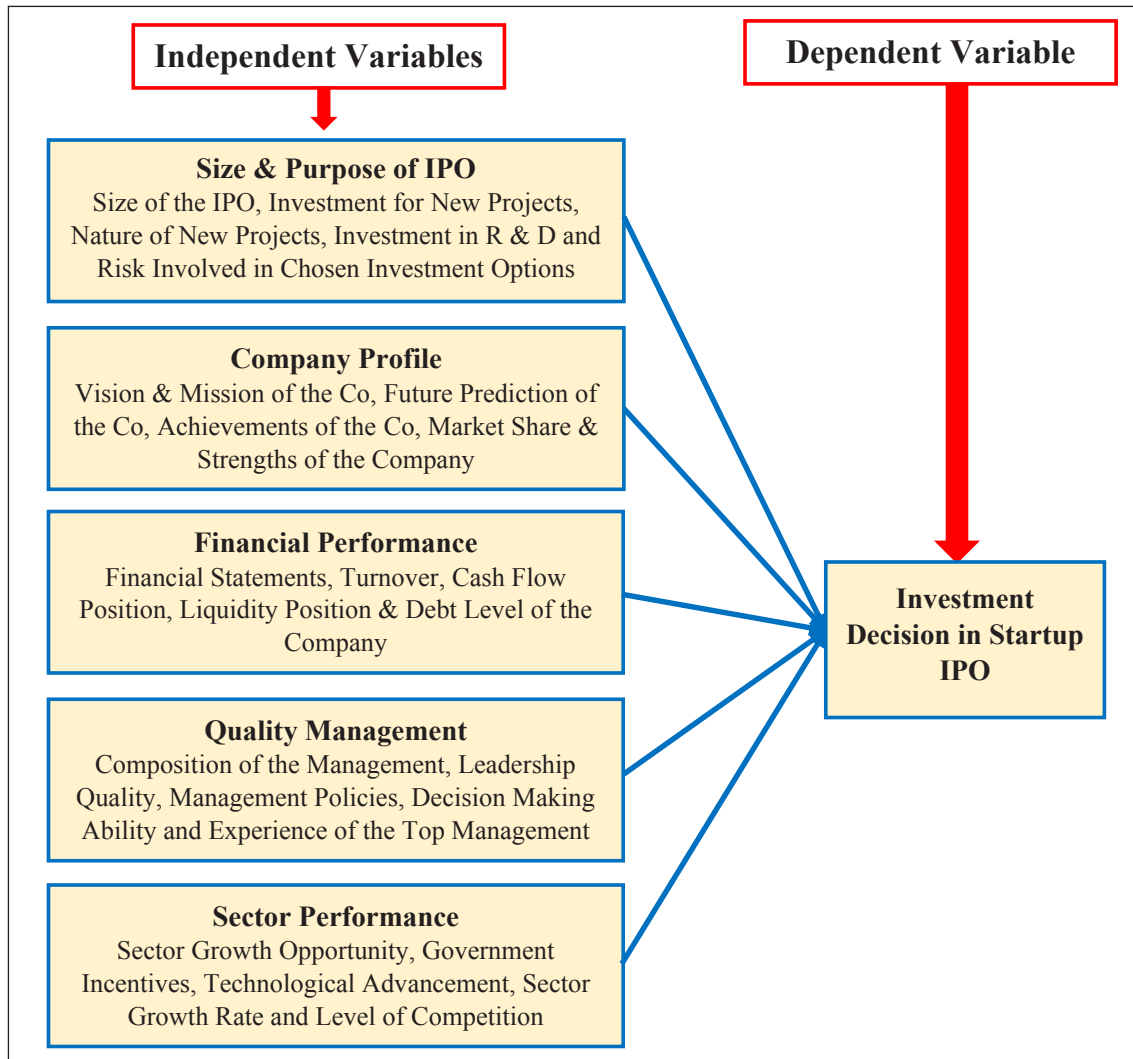 Independent Variables
Dependent Variable
Size & Purpose of IPO
Size of the IPO, Investment for New Projects,
Nature of New Projects, Investment in R & D and
Risk Involved in Chosen Investment Options
Company Profile
Vision & Mission of the Co, Future Prediction of
the Co, Achievements of the Co, Market Share &
Strengths of the Company
Financial Performance
Financial Statements, Turnover, Cash Flow
Position, Liquidity Position & Debt Level of the
Company
Quality Management
Composition of the Management, Leadership
Quality, Management Policies, Decision Making
Ability and Experience of the Top Management
Sector Performance
Sector Growth Opportunity, Government
Incentives, Technological Advancement, Sector
Growth Rate and Level of Competition
Investment
Decision in Startup
IPO